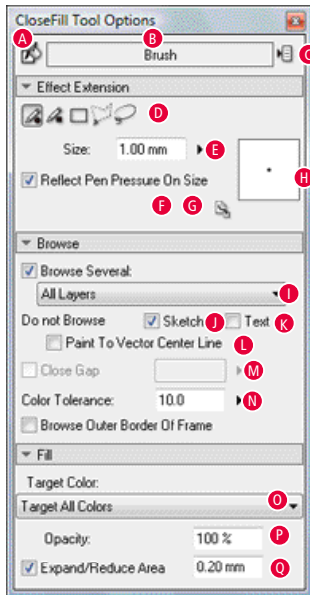 CloseFill Tool Options
A B
Brush C
Effect Extension
D
Size: 1.00 mm E
Reflect Pen Pressure On Size H
F G
Browse
Browse Several:
All Layers I
Do not Browse Sketch J Text K
Paint To Vector Center Line L
Close Gap M
Color Tolerance: 10.0 N
Browse Outer Border Of Frame
Fill
Target Color:
Target All Colors O
Opacity: 100 % P
Expand/Reduce Area 0.20 mm Q